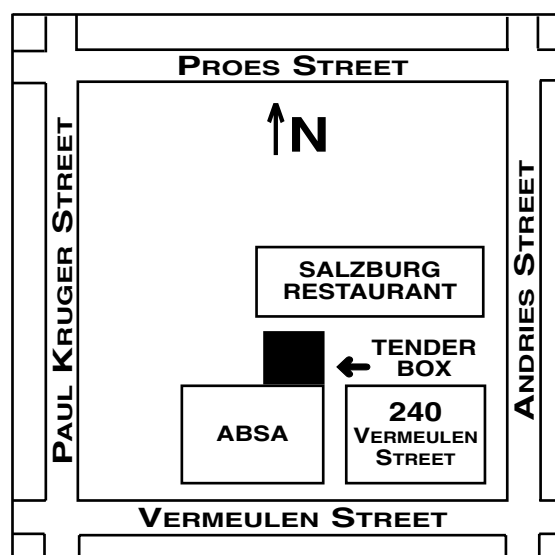 PROES STREET
N
PAUL KRUGER STREET
ANDRIES STREET
SALZBURG
RESTAURANT
TENDER
BOX
ABSA
240
VERMEULEN
STREET
VERMEULEN STREET